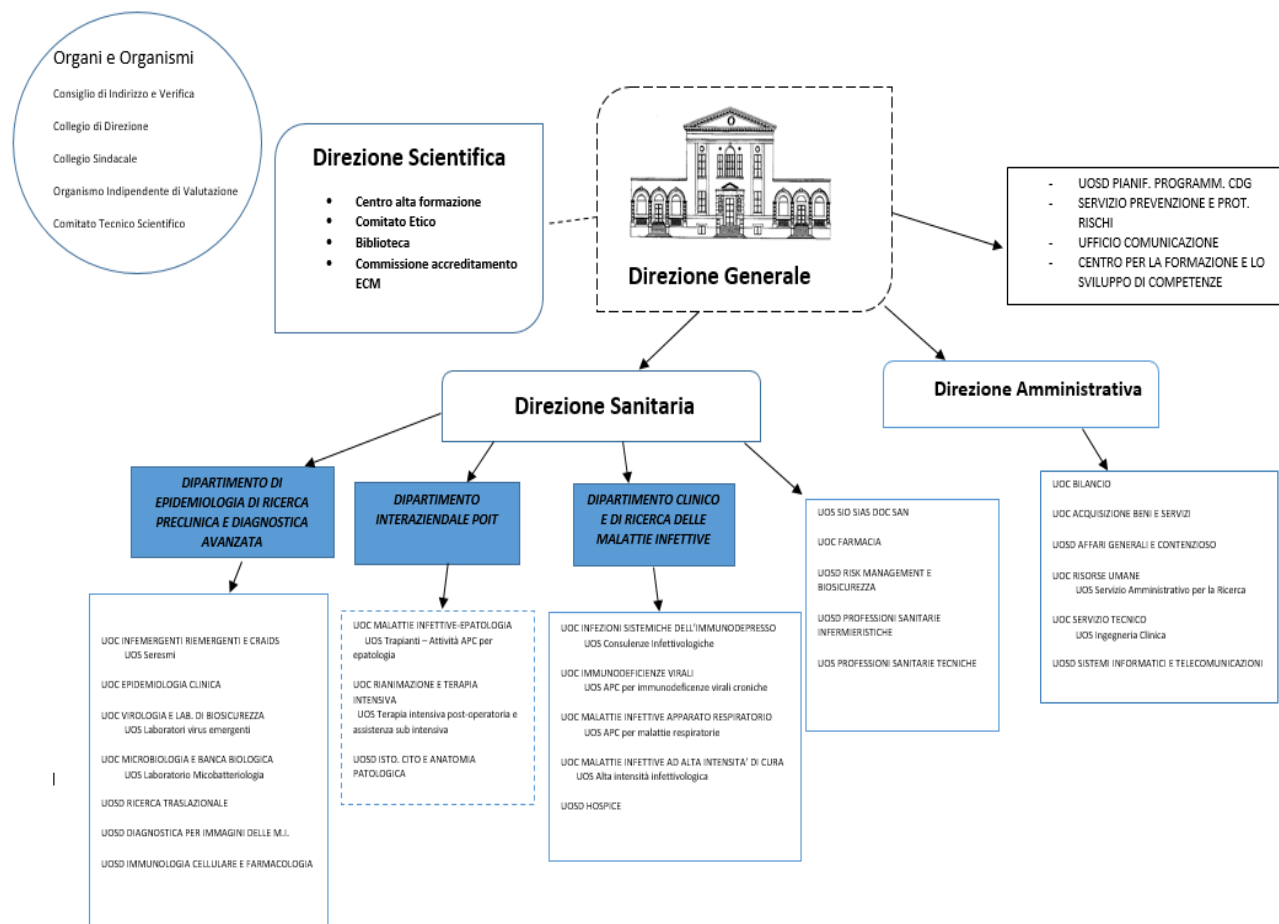 Organi e Organismi
Consiglio di Indirizzo e Verifica
Collegio di Direzione
Collegio Sindacale
Organismo Indipendente di Valutazione
Comitato Tecnico Scientifico
Direzione Scientifica
• Centro alta formazione
• Comitato Etico
• Biblioteca
• Commissione accreditamento
ECM
Direzione Generale
- UOSD PIANIF. PROGRAMM. CDG
- SERVIZIO PREVENZIONE E PROT.
RISCHI
- UFFICIO COMUNICAZIONE
- CENTRO PER LA FORMAZIONE E LO
SVILUPPO DI COMPETENZE
Direzione Sanitaria
Direzione Amministrativa
DIPARTIMENTO DI
EPIDEMIOLOGIA DI RICERCA
PRECLINICA E DIAGNOSTICA
AVANZATA
DIPARTIMENTO
INTERAZIENDALE POIT
DIPARTIMENTO CLINICO
E DI RICERCA DELLE
MALATTIE INFETTIVE
UOS SIO SIAS DOC SAN
UOC FARMACIA
UOSD RISK MANAGEMENT E
BIOSICUREZZA
UOSD PROFESSIONI SANITARIE
INFERMIERISTICHE
UOS PROFESSIONI SANITARIE TECNICHE
UOC BILANCIO
UOC ACQUISIZIONE BENI E SERVIZI
UOSD AFFARI GENERALI E CONTENZIOSO
UOC RISORSE UMANE
UOS Servizio Amministrativo per la Ricerca
UOC SERVIZIO TECNICO
UOS Ingegneria Clinica
UOSD SISTEMI INFORMATICI E TELECOMUNICAZIONI
UOC INFEMERGENTI RIEMERGENTI E CRAIDS
UOS Seresmi
UOC EPIDEMIOLOGIA CLINICA
UOC VIROLOGIA E LAB. DI BIOSICUREZZA
UOS Laboratori virus emergenti
UOC MICROBIOLOGIA E BANCA BIOLOGICA
UOS Laboratorio Micobatteriologia
UOSD RICERCA TRASLAZIONALE
UOSD DIAGNOSTICA PER IMMAGINI DELLE M.I.
UOSD IMMUNOLOGIA CELLULARE E FARMACOLOGIA
UOC MALATTIE INFETTIVE-EPATOLOGIA
UOS Trapianti – Attività APC per
epatologia
UOC RIANIMAZIONE E TERAPIA
INTENSIVA
UOS Terapia intensiva post-operatoria e
assistenza sub intensiva
UOSD ISTO. CITO E ANATOMIA
PATOLOGICA
UOC INFEZIONI SISTEMICHE DELL'IMMUNODEPRESSO
UOS Consulenze Infettivologiche
UOC IMMUNODEFICIENZE VIRALI
UOS APC per immunodeficenze virali croniche
UOC MALATTIE INFETTIVE APPARATO RESPIRATORIO
UOS APC per malattie respiratorie
UOC MALATTIE INFETTIVE AD ALTA INTENSITA' DI CURA
UOS Alta intensità infettivologica
UOSD HOSPICE